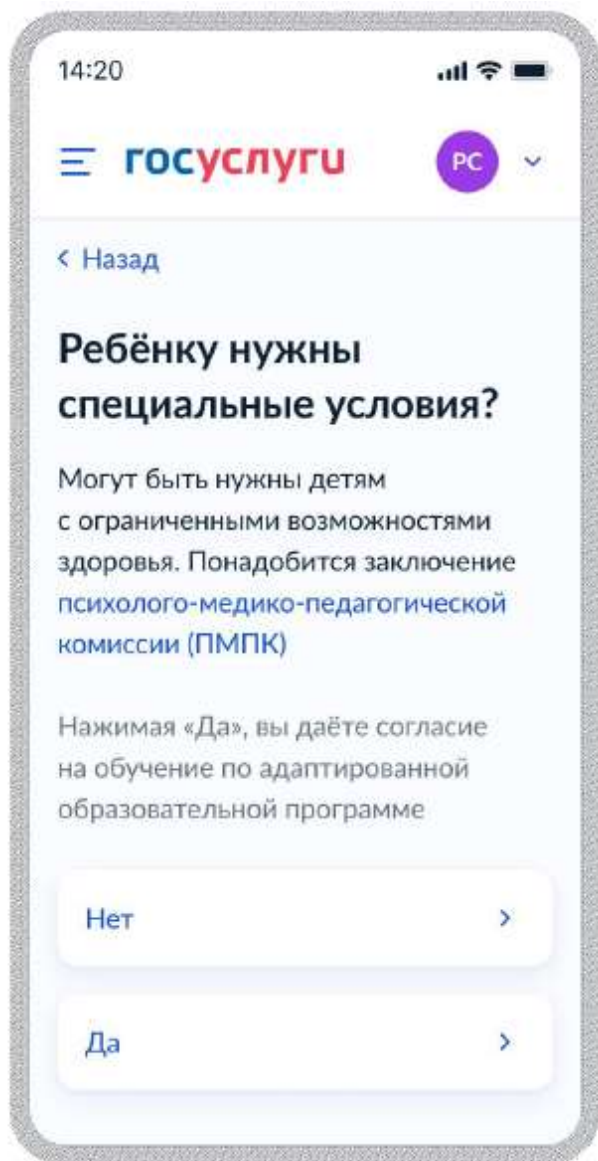 14:20
госуслуги
РС
Назад
Ребёнку нужны
специальные условия?
Могут быть нужны детям
с ограниченными возможностями
здоровья. Понадобится заключение
психолого-медико-педагогической
комиссии (ПМПК)
Нажимая «Да», вы даёте согласие
на обучение по адаптированной
образовательной программе
Нет
Да